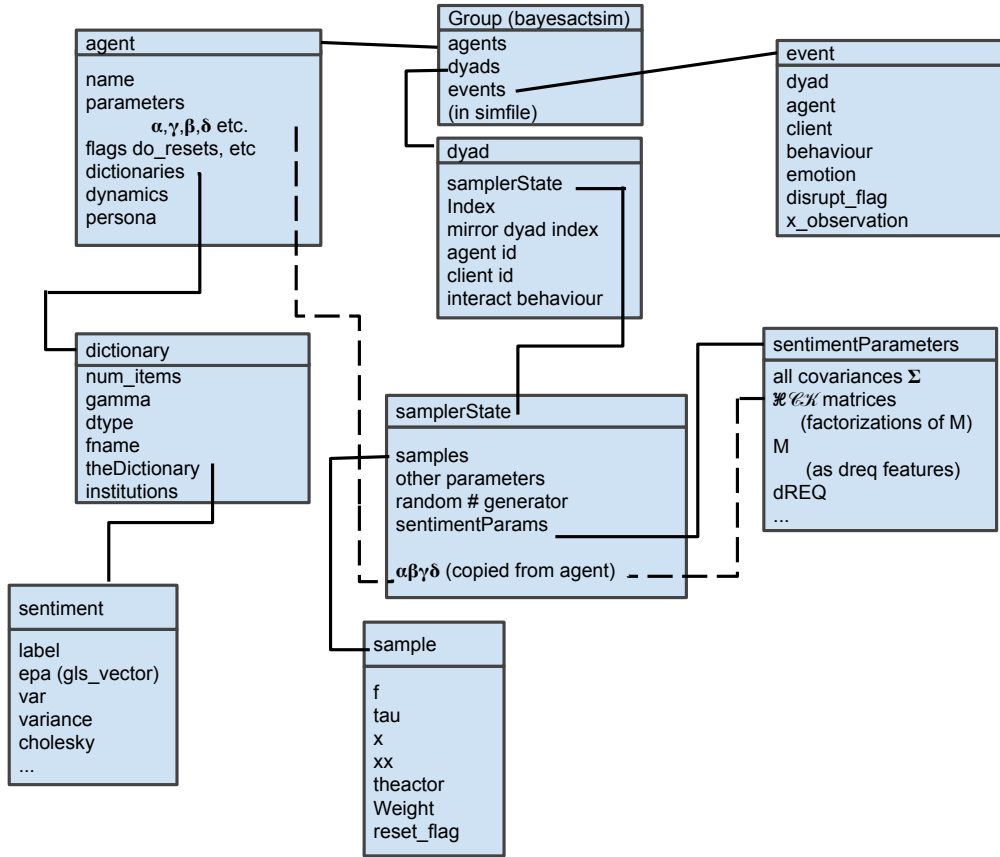 Group (bayesactsim)
agents
dyads
events
(in simfile)
agent
name
parameters
α,γ,β,δ etc.
flags do_resets, etc
dictionaries
dynamics
persona
event
dyad
agent
client
behaviour
emotion
disrupt_flag
x_observation
dyad
samplerState
Index
mirror dyad index
agent id
client id
interact behaviour
dictionary
num_items
gamma
dtype
fname
theDictionary
institutions
sentimentParameters
all covariances Σ
ℋ𝒞𝒦 matrices
(factorizations of M)
M
(as dreq features)
dREQ
...
samplerState
samples
other parameters
random # generator
sentimentParams
αβγδ (copied from agent)
sentiment
label
epa (gls_vector)
var
variance
cholesky
...
sample
f
tau
x
xx
theactor
Weight
reset_flag